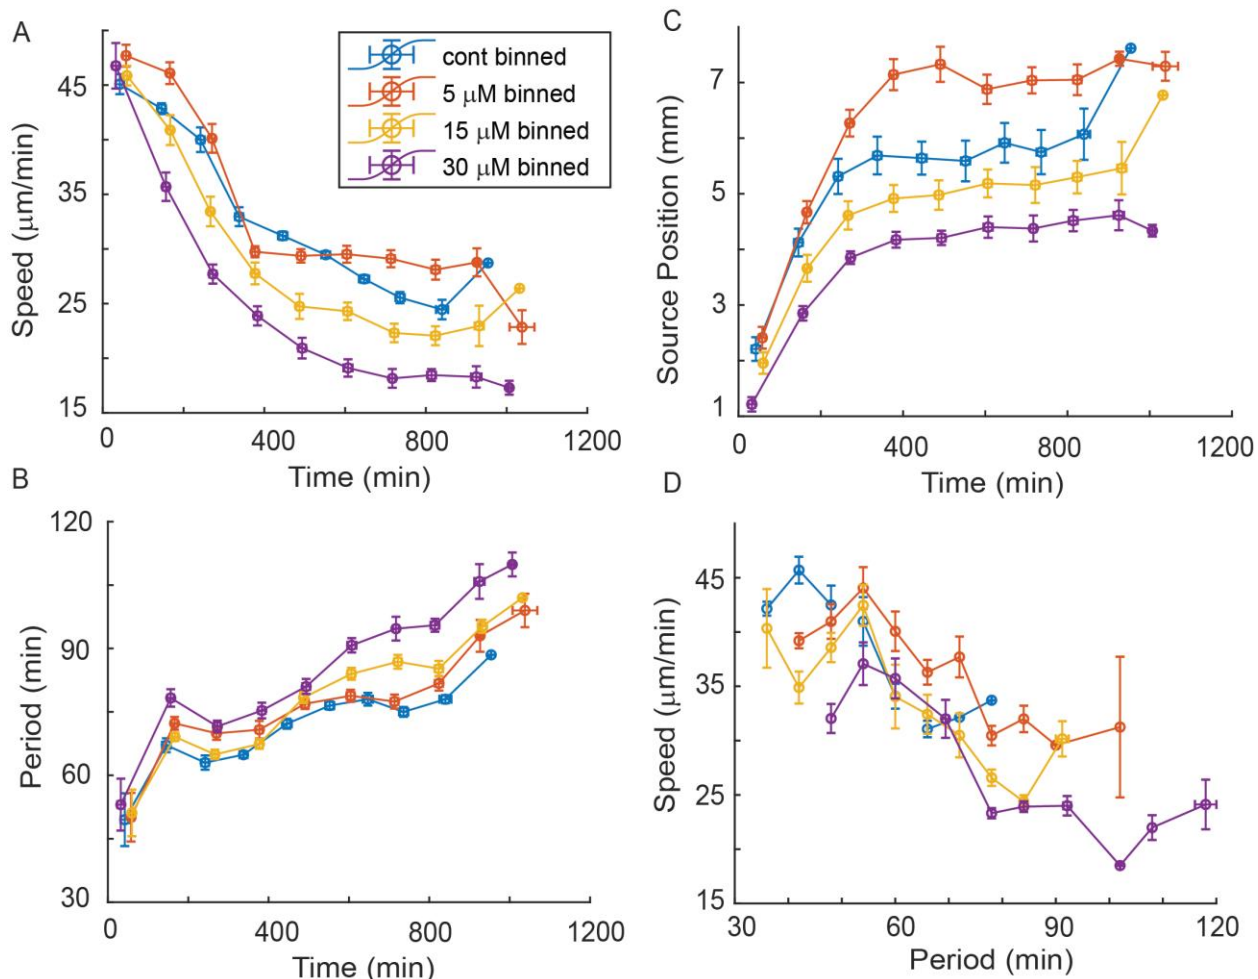 A
Speed (μm/min)
45
35
25
15
0
400
800
1200
Time (min)
cont binned
5 μM binned
15 μM binned
30 μM binned
C
Source Position (mm)
7
5
3
1
0
400
800
1200
Time (min)
B
Period (min)
120
90
60
30
0
400
800
1200
Time (min)
D
Speed (μm/min)
45
35
25
15
30
60
90
120
Period (min)